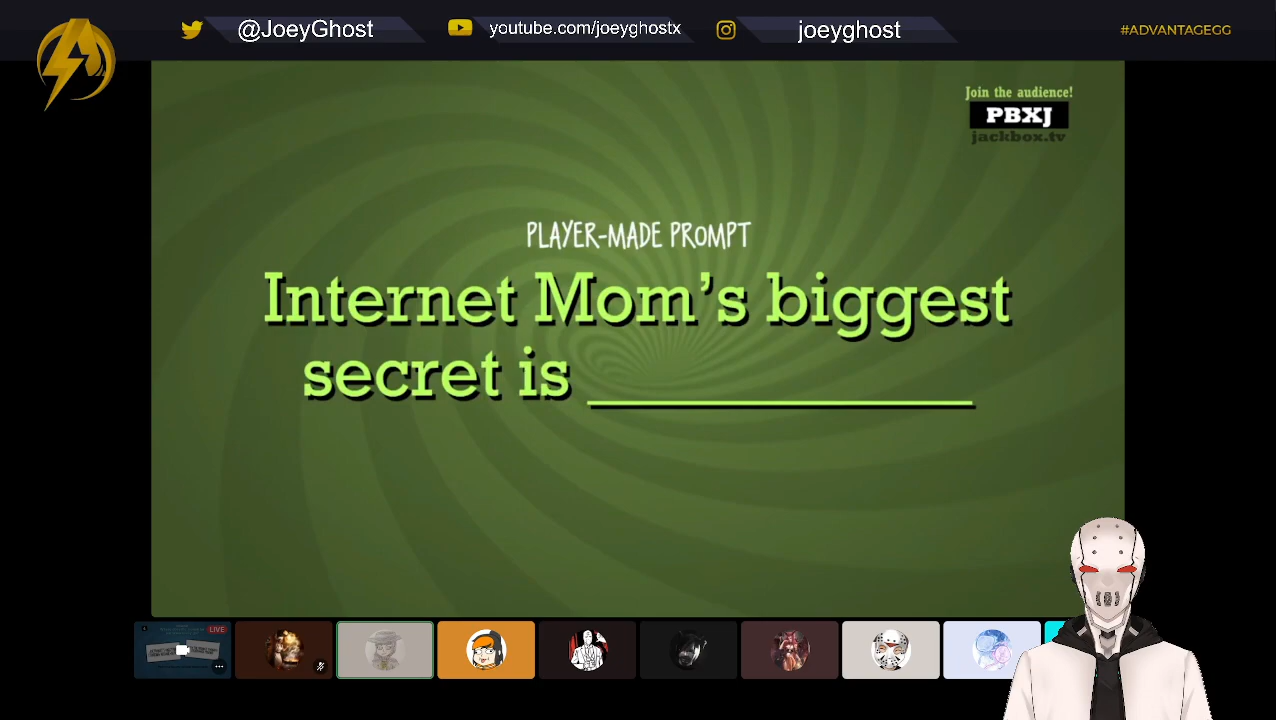 @JoeyGhost
youtube.com/joeyghostx
joeyghost
#ADVANTAGEGG
Join the audience!
PBXJ
jackbox.tv
PLAYER-MADE PROMPT
Internet Mom's biggest
secret is ____________
LIVE